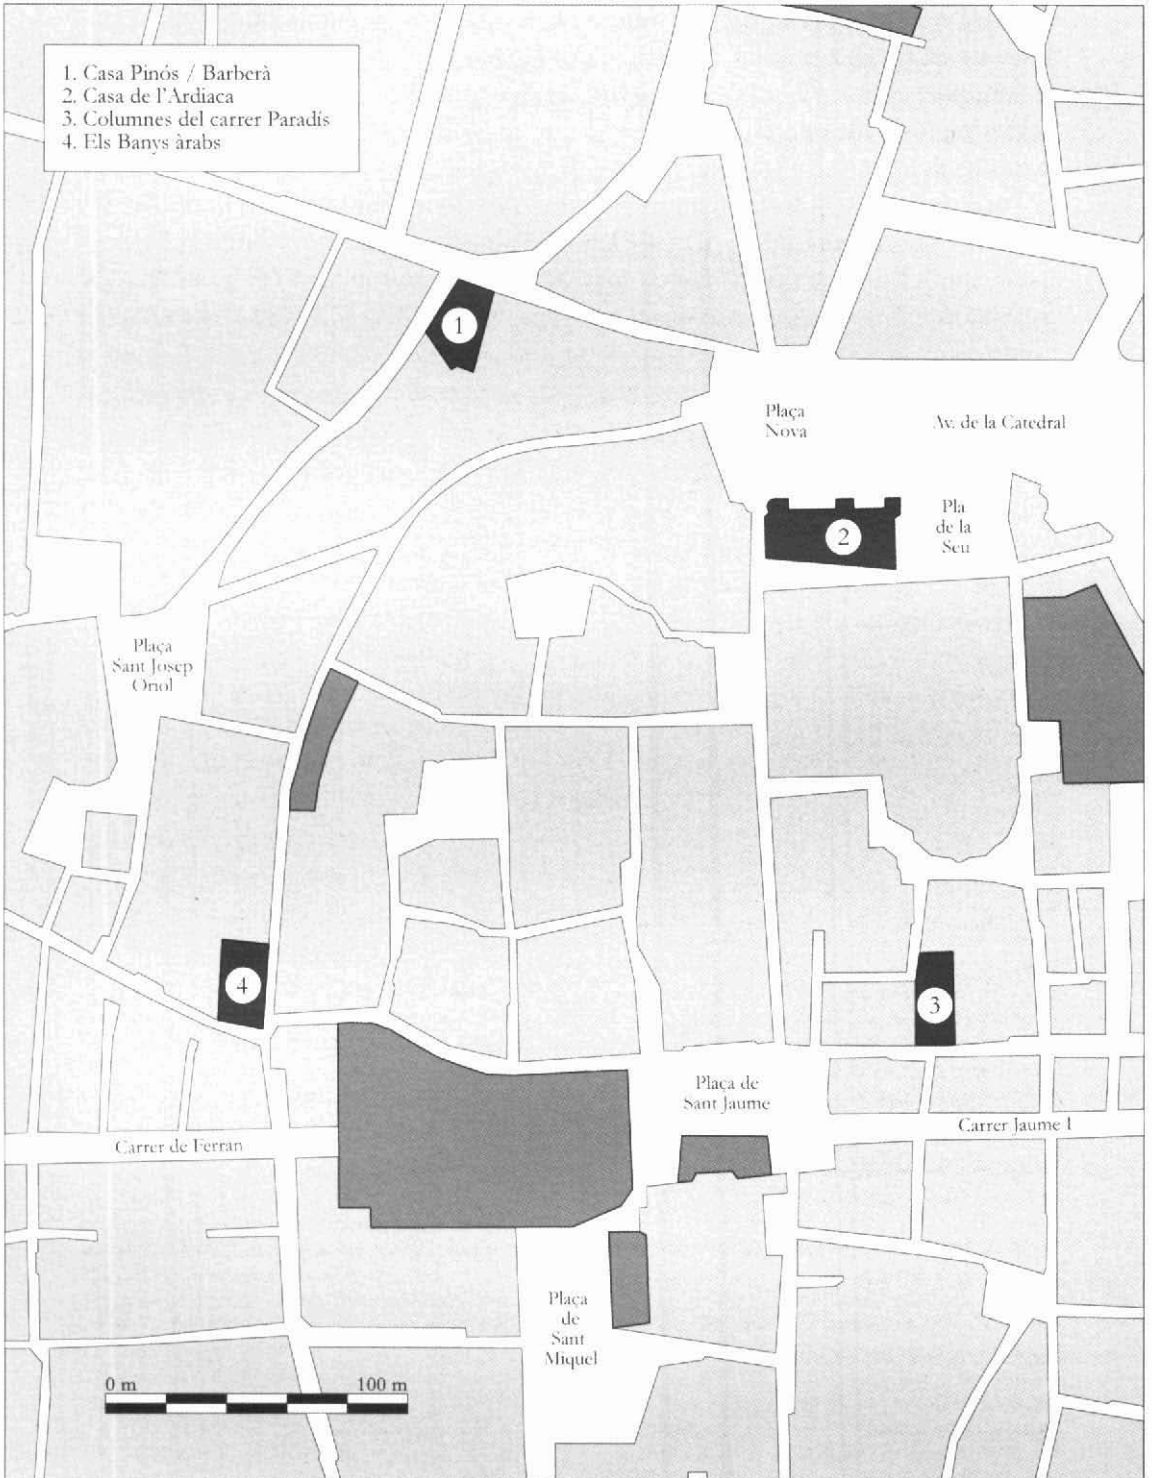 1. Casa Pinós / Barberà
2. Casa de l'Ardiaca
3. Columnes del carrer Paradís
4. Els Banys àrabs
1
Plaça
Nova
Av. de la Catedral
2
Pla
de la
Seu
Plaça
Sant Josep
Oriol
4
3
Plaça de
Sant Jaume
Carrer Jaume I
Carrer de Ferran
Plaça
de
Sant
Miquel
0 m
100 m